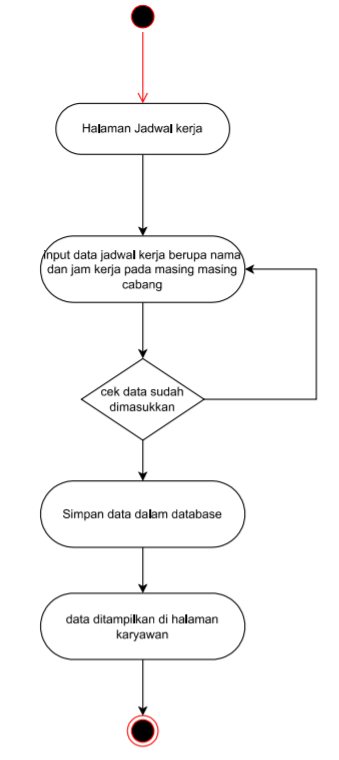 Halaman Jadwal kerja
input data jadwal kerja berupa nama
dan jam kerja pada masing masing
cabang
cek data sudah
dimasukkan
Simpan data dalam database
data ditampilkan di halaman
karyawan